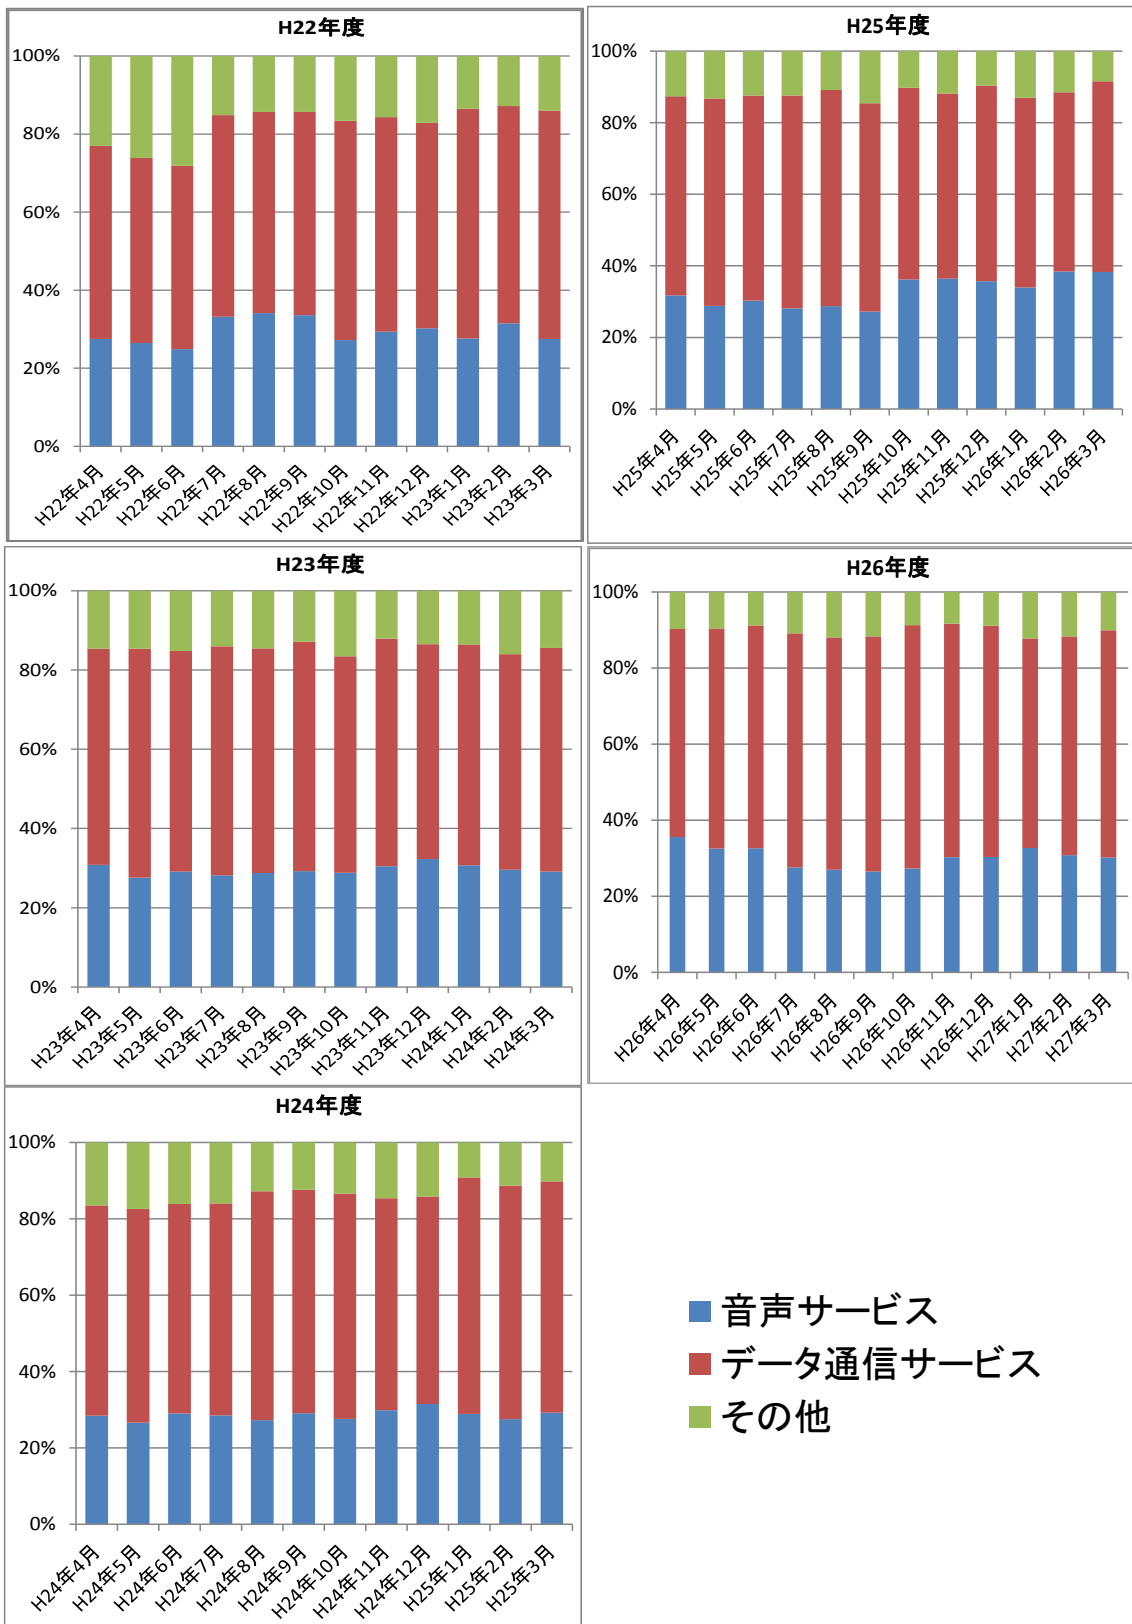 H22年度
100%
80%
60%
40%
20%
0%
H22年4月
H22年5月
H22年6月
H22年7月
H22年8月
H22年9月
H22年10月
H22年11月
H22年12月
H23年1月
H23年2月
H23年3月
H25年度
100%
80%
60%
40%
20%
0%
H25年4月
H25年5月
H25年6月
H25年7月
H25年8月
H25年9月
H25年10月
H25年11月
H25年12月
H26年1月
H26年2月
H26年3月
H23年度
100%
80%
60%
40%
20%
0%
H23年4月
H23年5月
H23年6月
H23年7月
H23年8月
H23年9月
H23年10月
H23年11月
H23年12月
H24年1月
H24年2月
H24年3月
H26年度
100%
80%
60%
40%
20%
0%
H26年4月
H26年5月
H26年6月
H26年7月
H26年8月
H26年9月
H26年10月
H26年11月
H26年12月
H27年1月
H27年2月
H27年3月
H24年度
100%
80%
60%
40%
20%
0%
H24年4月
H24年5月
H24年6月
H24年7月
H24年8月
H24年9月
H24年10月
H24年11月
H24年12月
H25年1月
H25年2月
H25年3月
音声サービス
データ通信サービス
その他